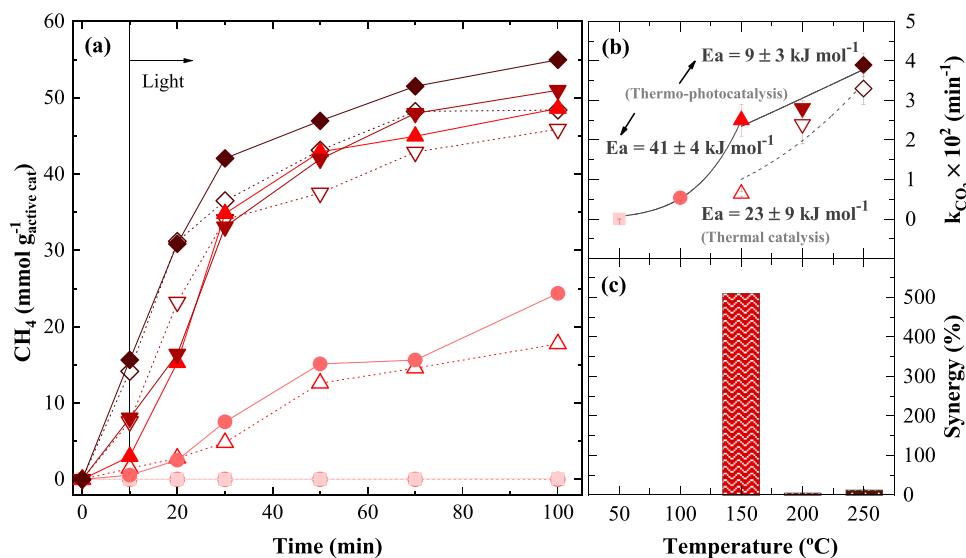 (a)
Light
CH₄ (mmol g⁻¹active cat)
60
50
40
30
20
10
0
0 20 40 60 80 100
Time (min)
(b)
Ea = 9 ± 3 kJ mol⁻¹
(Thermo-photocatalysis)
Ea = 41 ± 4 kJ mol⁻¹
Ea = 23 ± 9 kJ mol⁻¹
(Thermal catalysis)
5
4
3
2
1
0
k_CO₂ × 10² (min⁻¹)
(c)
500
400
300
200
100
0
Synergy (%)
50 100 150 200 250
Temperature (ºC)